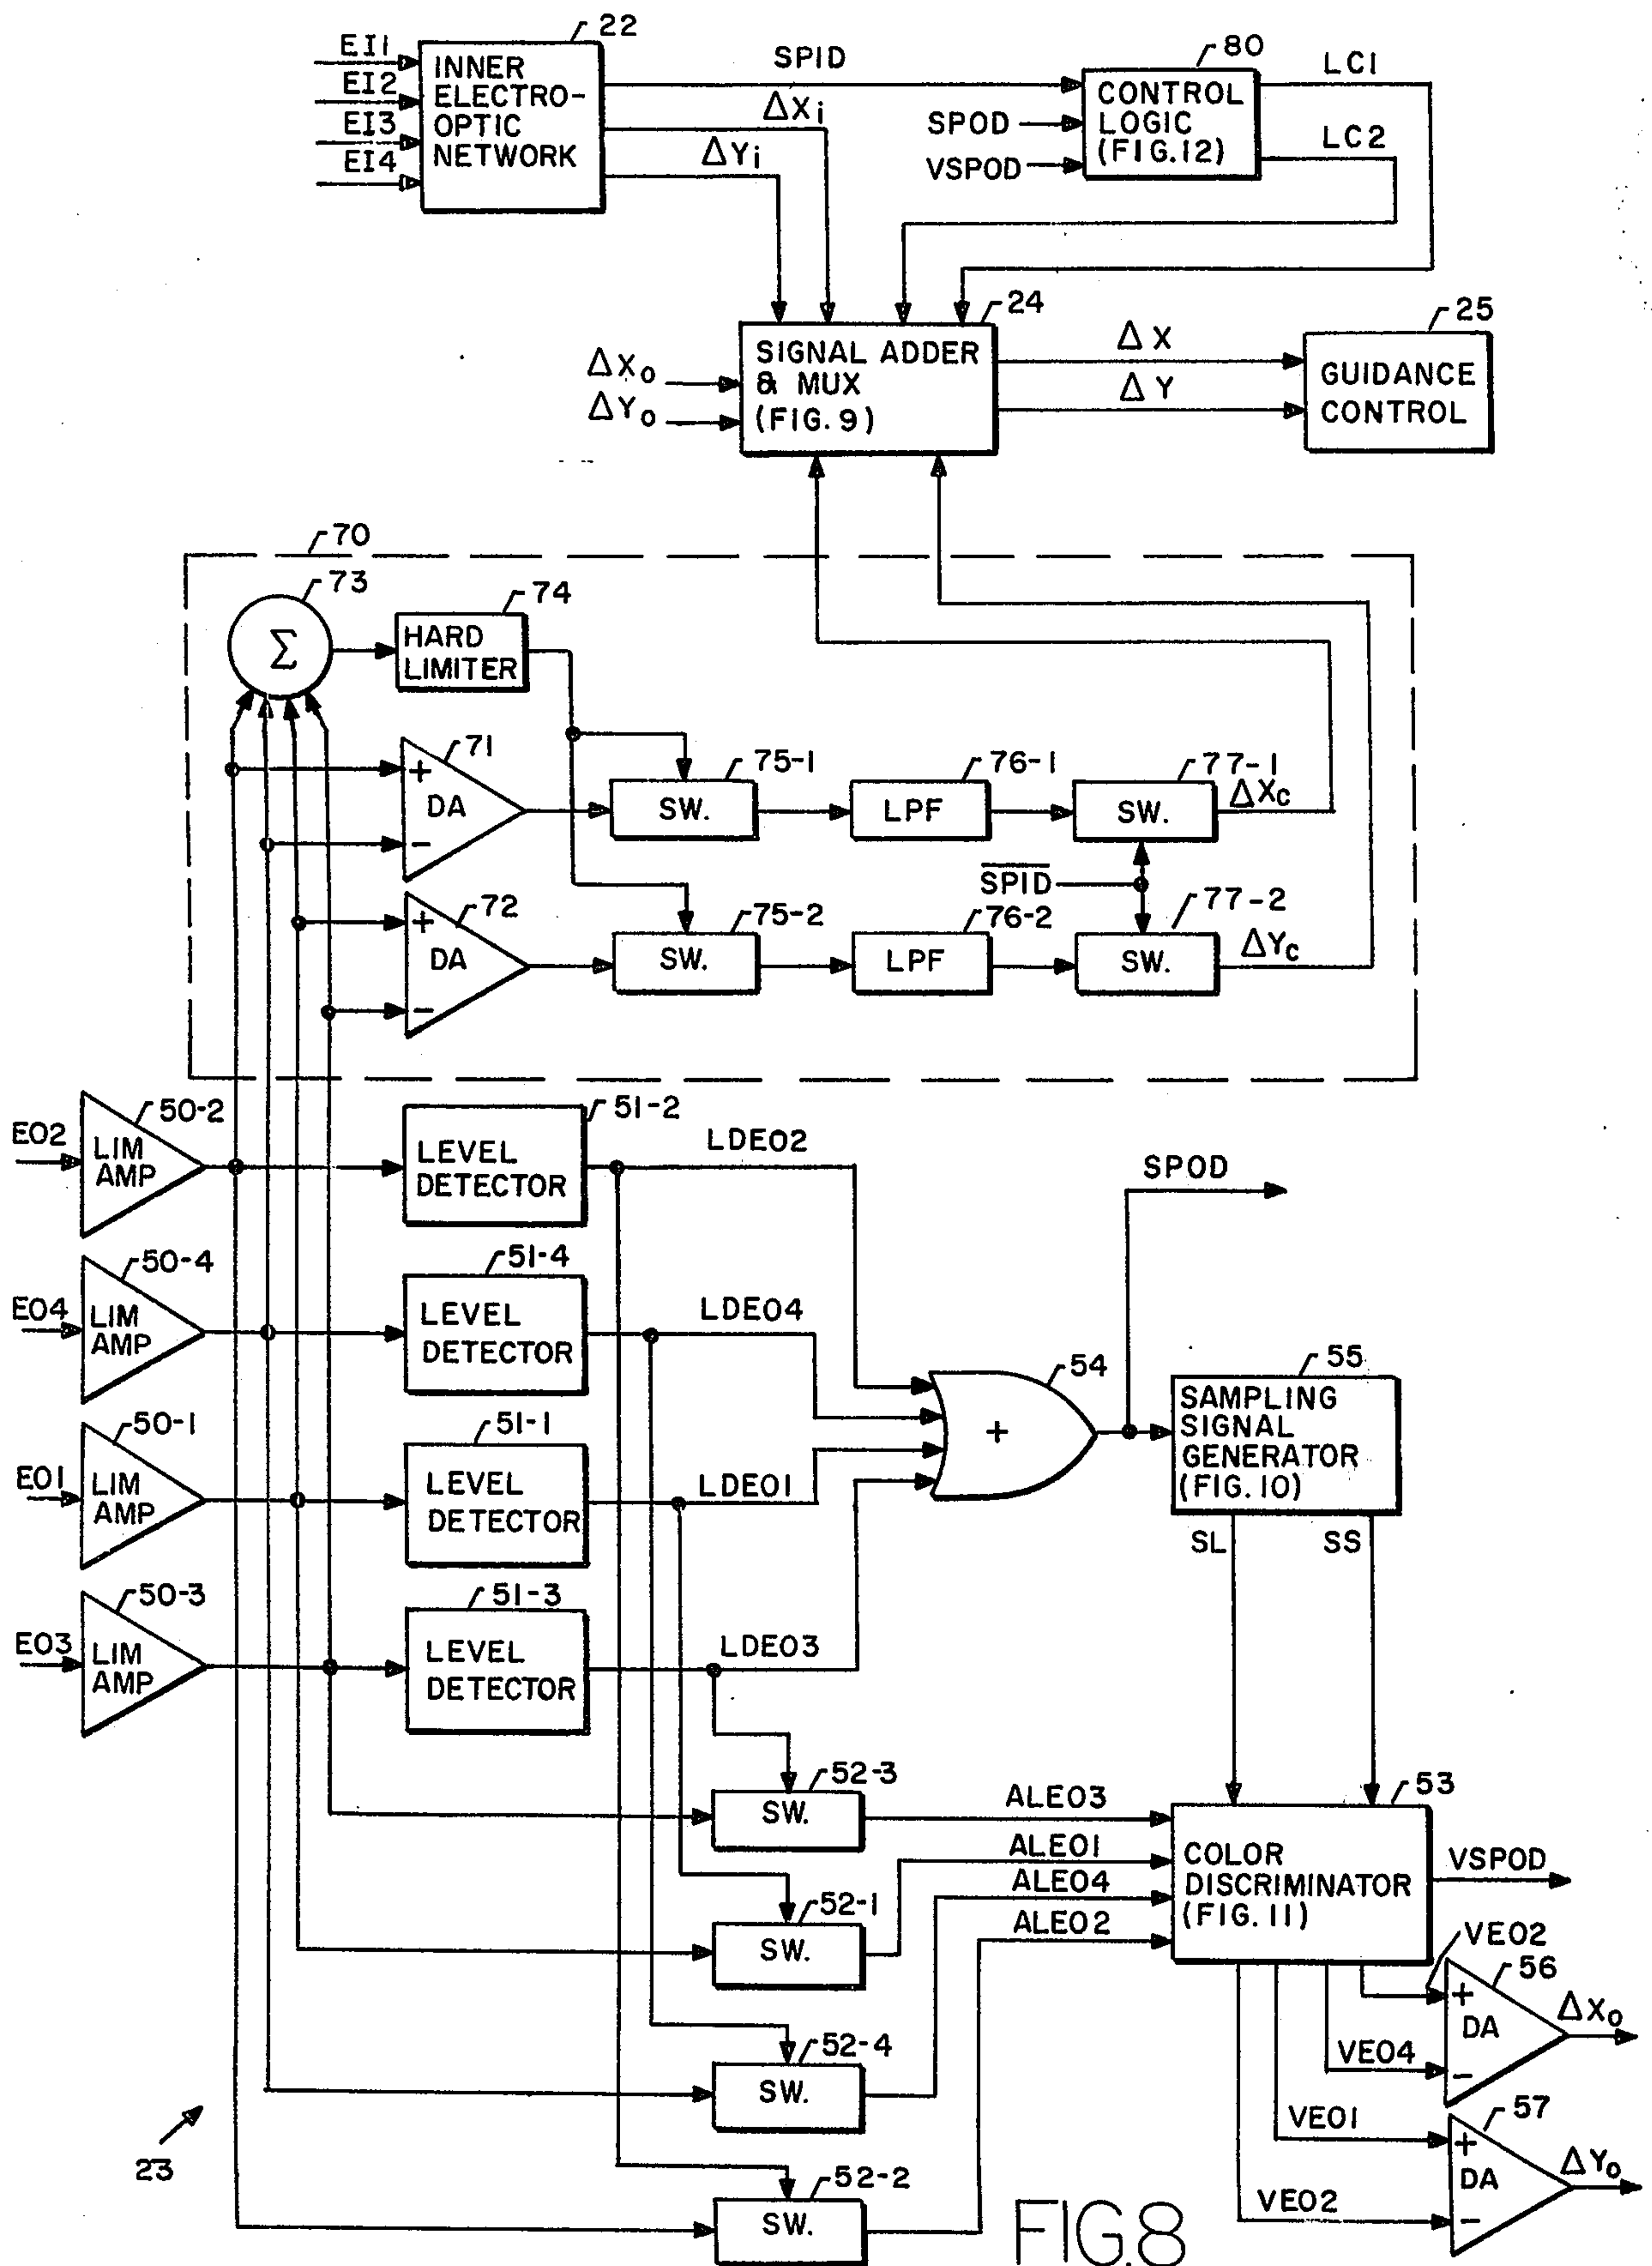 22
EI1
EI2
EI3
EI4
INNER
ELECTRO-
OPTIC
NETWORK
SPID
ΔXi
ΔYi
SPOD
VSPOD
80
CONTROL
LOGIC
(FIG.12)
LC1
LC2
24
ΔXo
ΔYo
SIGNAL ADDER
& MUX
(FIG. 9)
ΔX
ΔY
25
GUIDANCE
CONTROL
70
73
Σ
74
HARD
LIMITER
71
+
DA
−
75-1
SW.
76-1
LPF
77-1
SW.
ΔXc
S̅P̅I̅D̅
72
+
DA
−
75-2
SW.
76-2
LPF
77-2
SW.
ΔYc
EO2
50-2
LIM
AMP
51-2
LEVEL
DETECTOR
LDEO2
SPOD
EO4
50-4
LIM
AMP
51-4
LEVEL
DETECTOR
LDEO4
54
+
55
SAMPLING
SIGNAL
GENERATOR
(FIG. 10)
SL
SS
EO1
50-1
LIM
AMP
51-1
LEVEL
DETECTOR
LDEO1
EO3
50-3
LIM
AMP
51-3
LEVEL
DETECTOR
LDEO3
52-3
SW.
ALEO3
52-1
SW.
ALEO1
ALEO4
ALEO2
53
COLOR
DISCRIMINATOR
(FIG. 11)
VSPOD
VEO2
56
+
DA
−
ΔXo
VEO4
52-4
SW.
VEO1
57
+
DA
−
ΔYo
VEO2
52-2
SW.
23
FIG.8